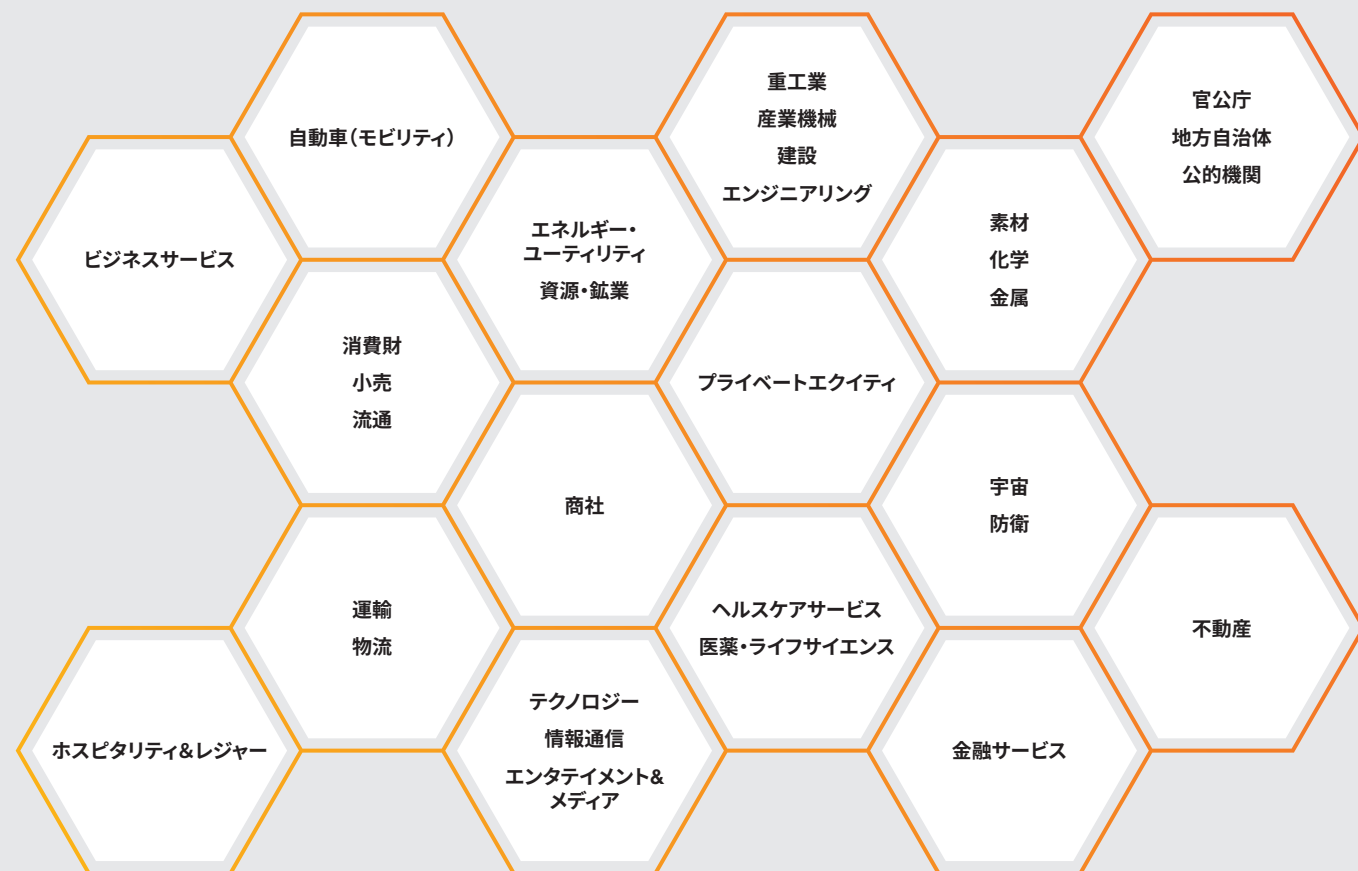 自動車（モビリティ）
重工業
産業機械
建設
エンジニアリング
官公庁
地方自治体
公的機関
ビジネスサービス
エネルギー・
ユーティリティ
資源・鉱業
素材
化学
金属
消費財
小売
流通
プライベートエクイティ
商社
宇宙
防衛
運輸
物流
ヘルスケアサービス
医薬・ライフサイエンス
不動産
ホスピタリティ&レジャー
テクノロジー
情報通信
エンタテイメント&
メディア
金融サービス